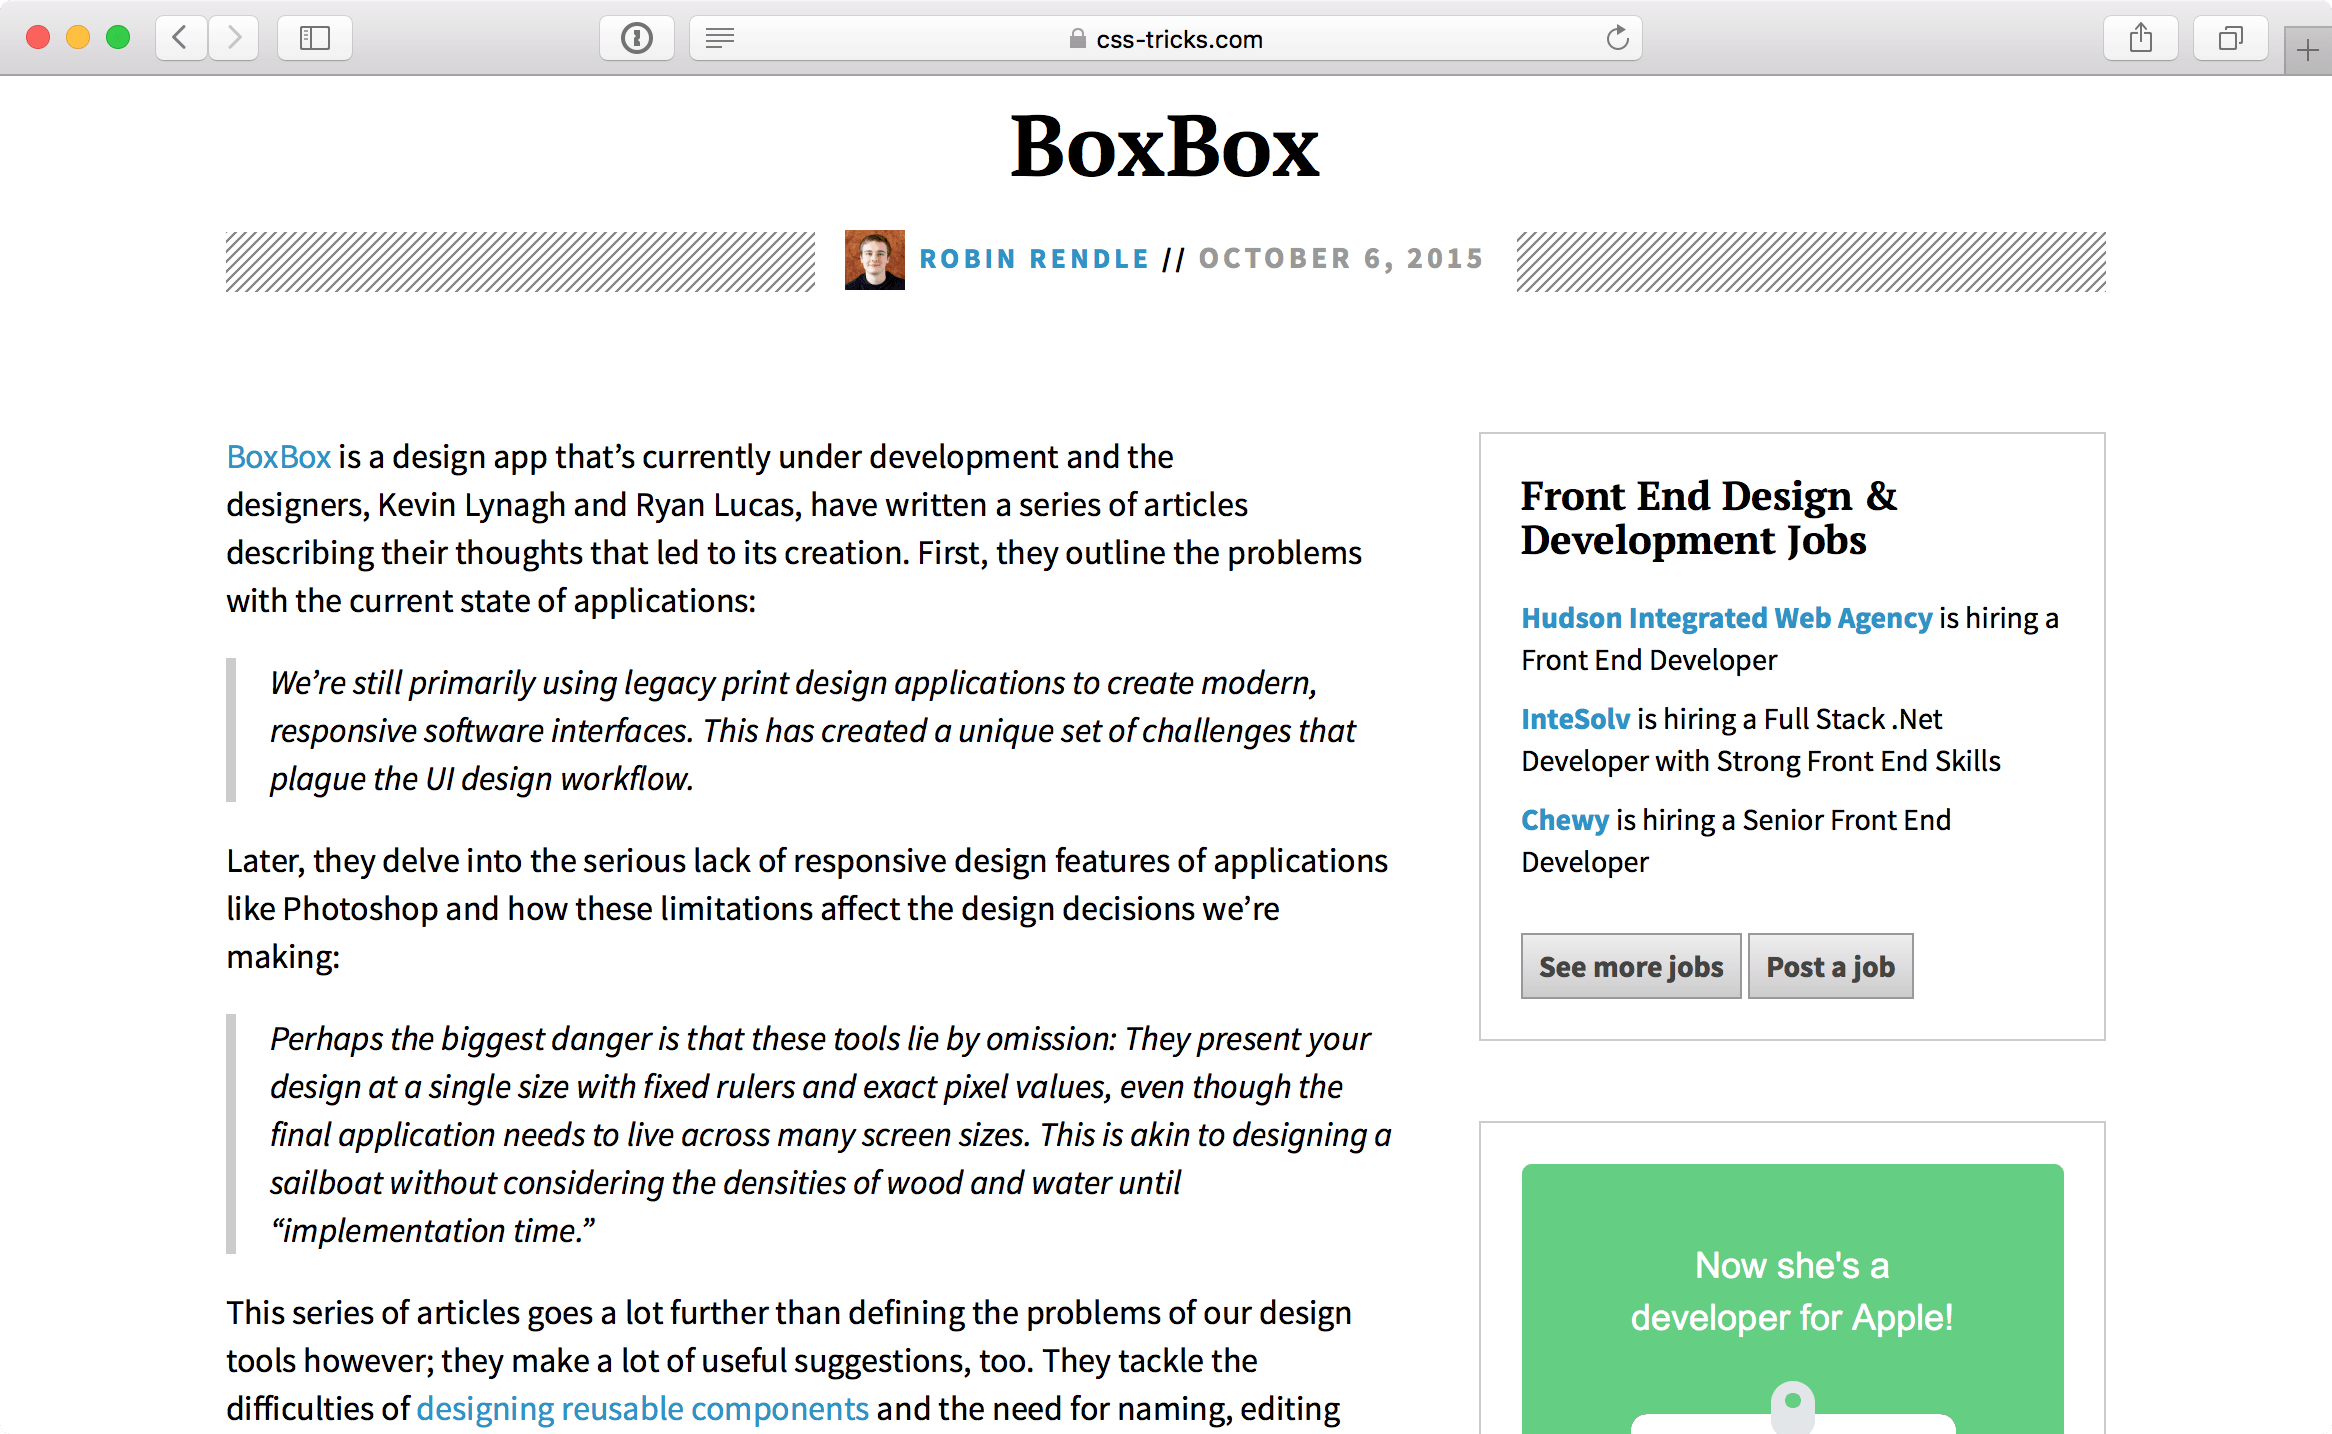 css-tricks.com
BoxBox
ROBIN RENDLE // OCTOBER 6, 2015
BoxBox is a design app that’s currently under development and the
designers, Kevin Lynagh and Ryan Lucas, have written a series of articles
describing their thoughts that led to its creation. First, they outline the problems
with the current state of applications:
We’re still primarily using legacy print design applications to create modern,
responsive software interfaces. This has created a unique set of challenges that
plague the UI design workflow.
Later, they delve into the serious lack of responsive design features of applications
like Photoshop and how these limitations affect the design decisions we’re
making:
Perhaps the biggest danger is that these tools lie by omission: They present your
design at a single size with fixed rulers and exact pixel values, even though the
final application needs to live across many screen sizes. This is akin to designing a
sailboat without considering the densities of wood and water until
“implementation time.”
This series of articles goes a lot further than defining the problems of our design
tools however; they make a lot of useful suggestions, too. They tackle the
difficulties of designing reusable components and the need for naming, editing
Front End Design &
Development Jobs
Hudson Integrated Web Agency is hiring a
Front End Developer
InteSolv is hiring a Full Stack .Net
Developer with Strong Front End Skills
Chewy is hiring a Senior Front End
Developer
See more jobs
Post a job
Now she's a
developer for Apple!